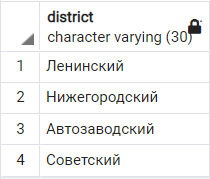 district
character varying (30)
1 Ленинский
2 Нижегородский
3 Автозаводский
4 Советский